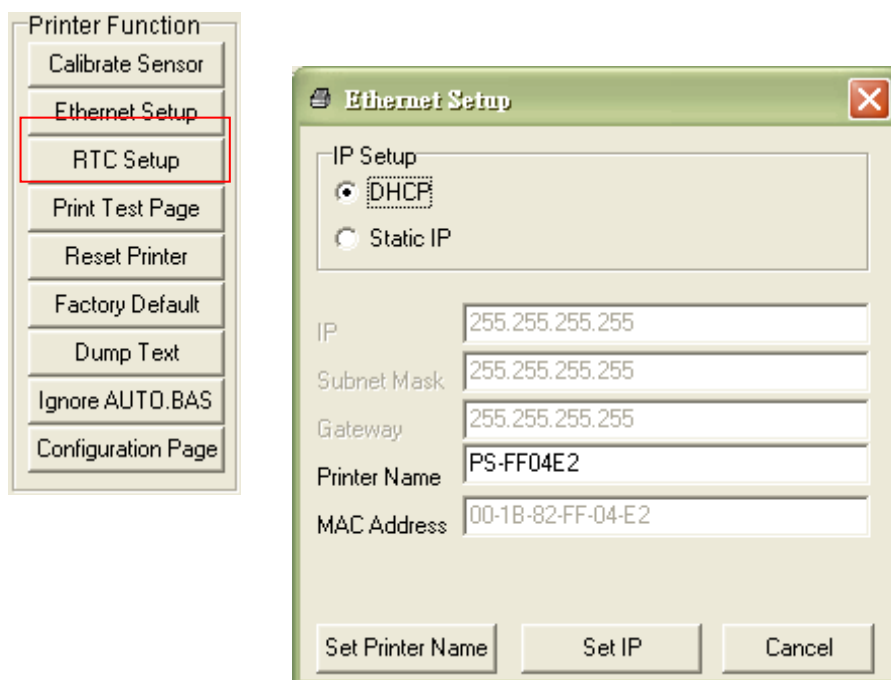 Printer Function
Calibrate Sensor
Ethernet Setup
RTC Setup
Print Test Page
Reset Printer
Factory Default
Dump Text
Ignore AUTO.BAS
Configuration Page
Ethernet Setup
IP Setup
DHCP
Static IP
IP 255.255.255.255
Subnet Mask 255.255.255.255
Gateway 255.255.255.255
Printer Name PS-FF04E2
MAC Address 00-1B-82-FF-04-E2
Set Printer Name Set IP Cancel